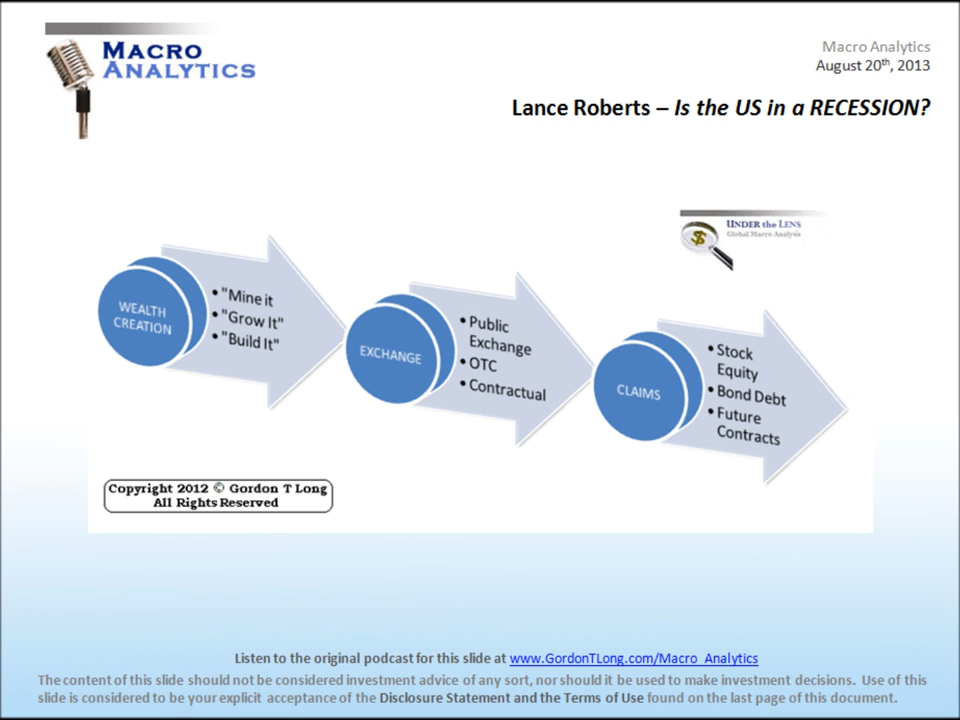 MACRO
ANALYTICS
Macro Analytics
August 20th, 2013
Lance Roberts – Is the US in a RECESSION?
UNDER the LENS
Global Macro Analysis
$
WEALTH
CREATION
• "Mine it
• "Grow It"
• "Build It"
EXCHANGE
• Public
Exchange
• OTC
• Contractual
CLAIMS
• Stock
Equity
• Bond Debt
• Future
Contracts
Copyright 2012 © Gordon T Long
All Rights Reserved
Listen to the original podcast for this slide at www.GordonTLong.com/Macro_Analytics
The content of this slide should not be considered investment advice of any sort, nor should it be used to make investment decisions. Use of this
slide is considered to be your explicit acceptance of the Disclosure Statement and the Terms of Use found on the last page of this document.